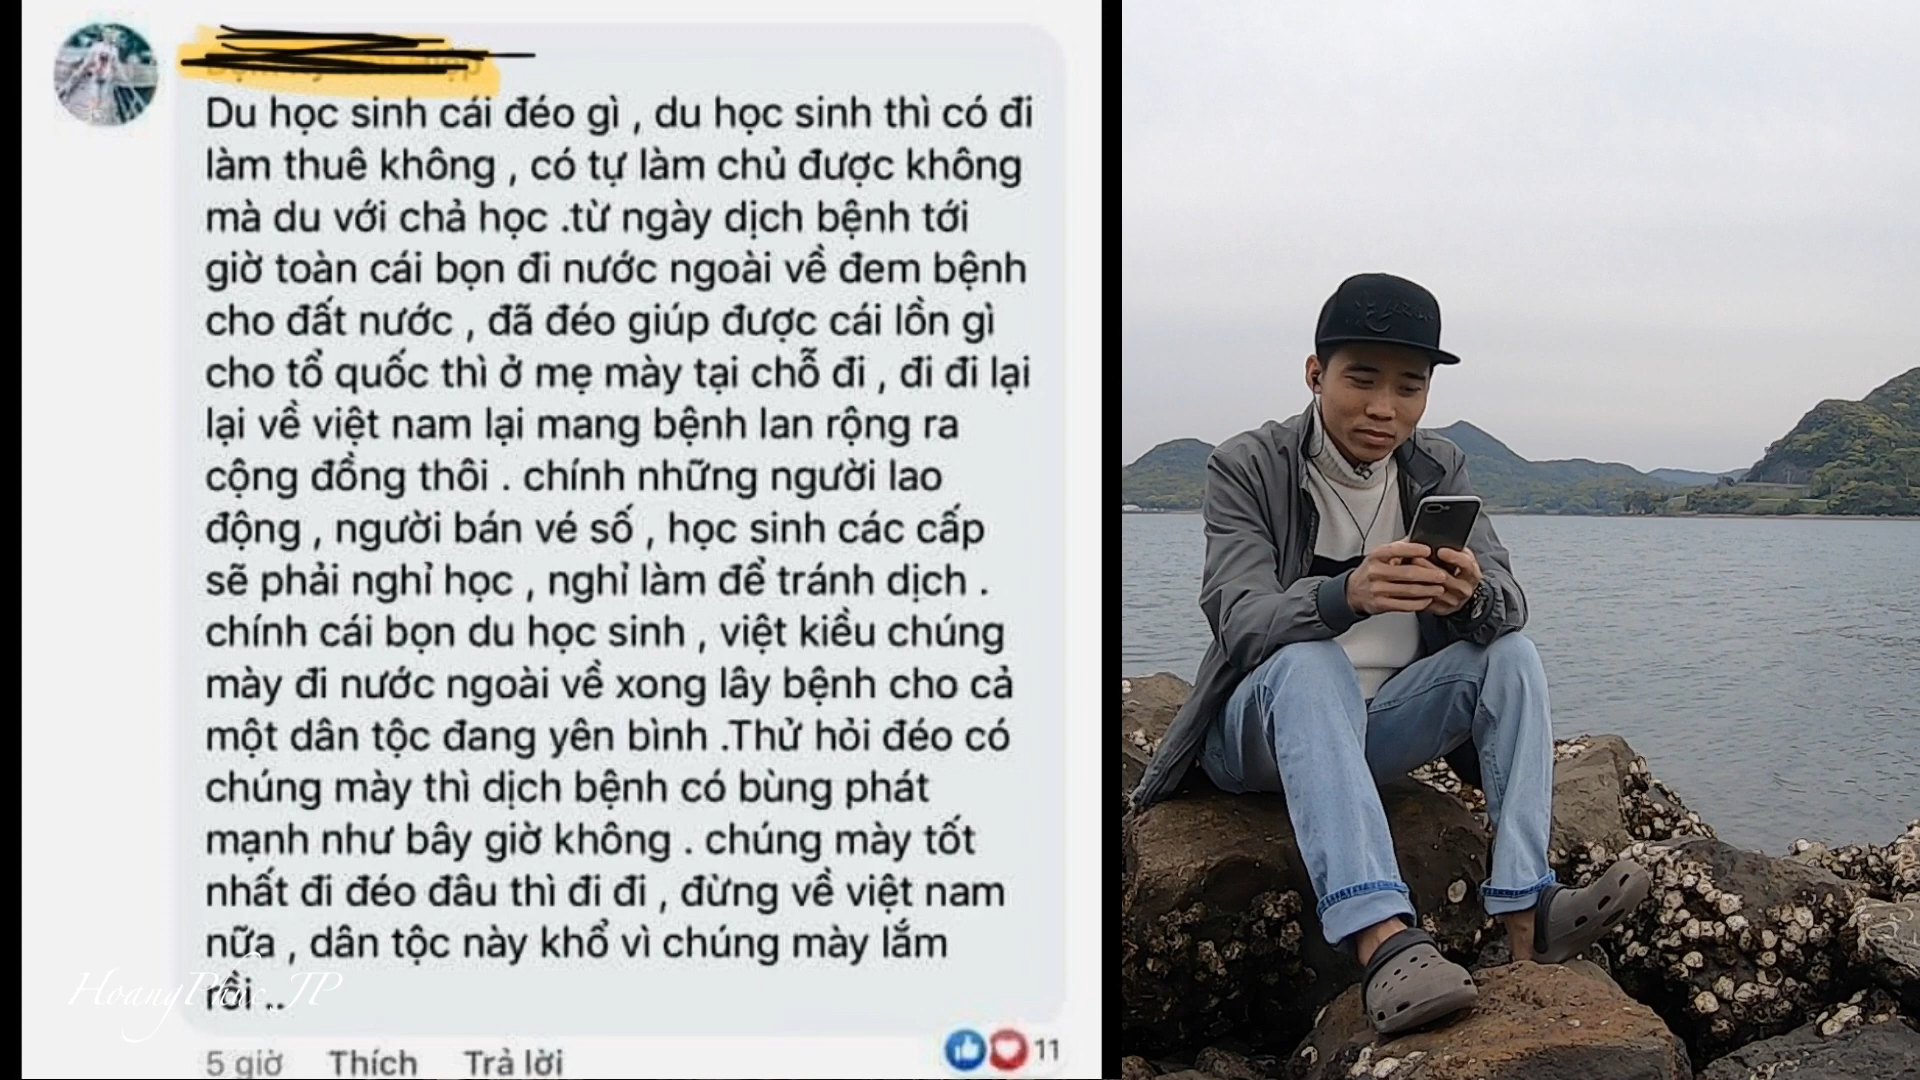 Du học sinh cái đéo gì , du học sinh thì có đi
làm thuê không , có tự làm chủ được không
mà du với chả học .từ ngày dịch bệnh tới
giờ toàn cái bọn đi nước ngoài về đem bệnh
cho đất nước , đã đéo giúp được cái lồn gì
cho tổ quốc thì ở mẹ mày tại chỗ đi , đi đi lại
lại về việt nam lại mang bệnh lan rộng ra
cộng đồng thôi . chính những người lao
động , người bán vé số , học sinh các cấp
sẽ phải nghỉ học , nghỉ làm để tránh dịch .
chính cái bọn du học sinh , việt kiều chúng
mày đi nước ngoài về xong lây bệnh cho cả
một dân tộc đang yên bình .Thử hỏi đéo có
chúng mày thì dịch bệnh có bùng phát
mạnh như bây giờ không . chúng mày tốt
nhất đi đéo đâu thì đi đi , đừng về việt nam
nữa , dân tộc này khổ vì chúng mày lắm
rồi ..
HoangPhúc_JP
5 giờ Thích Trả lời 11